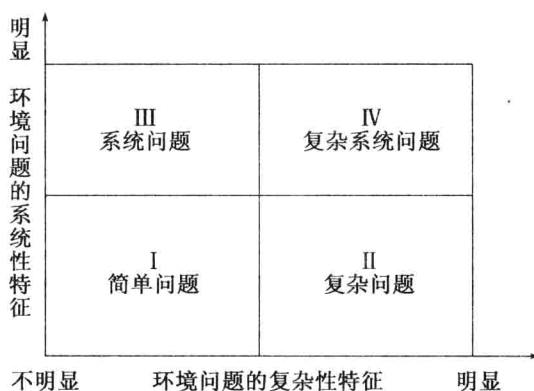 明显
环境问题的系统性特征
III
系统问题
IV
复杂系统问题
I
简单问题
II
复杂问题
不明显
环境问题的复杂性特征
明显